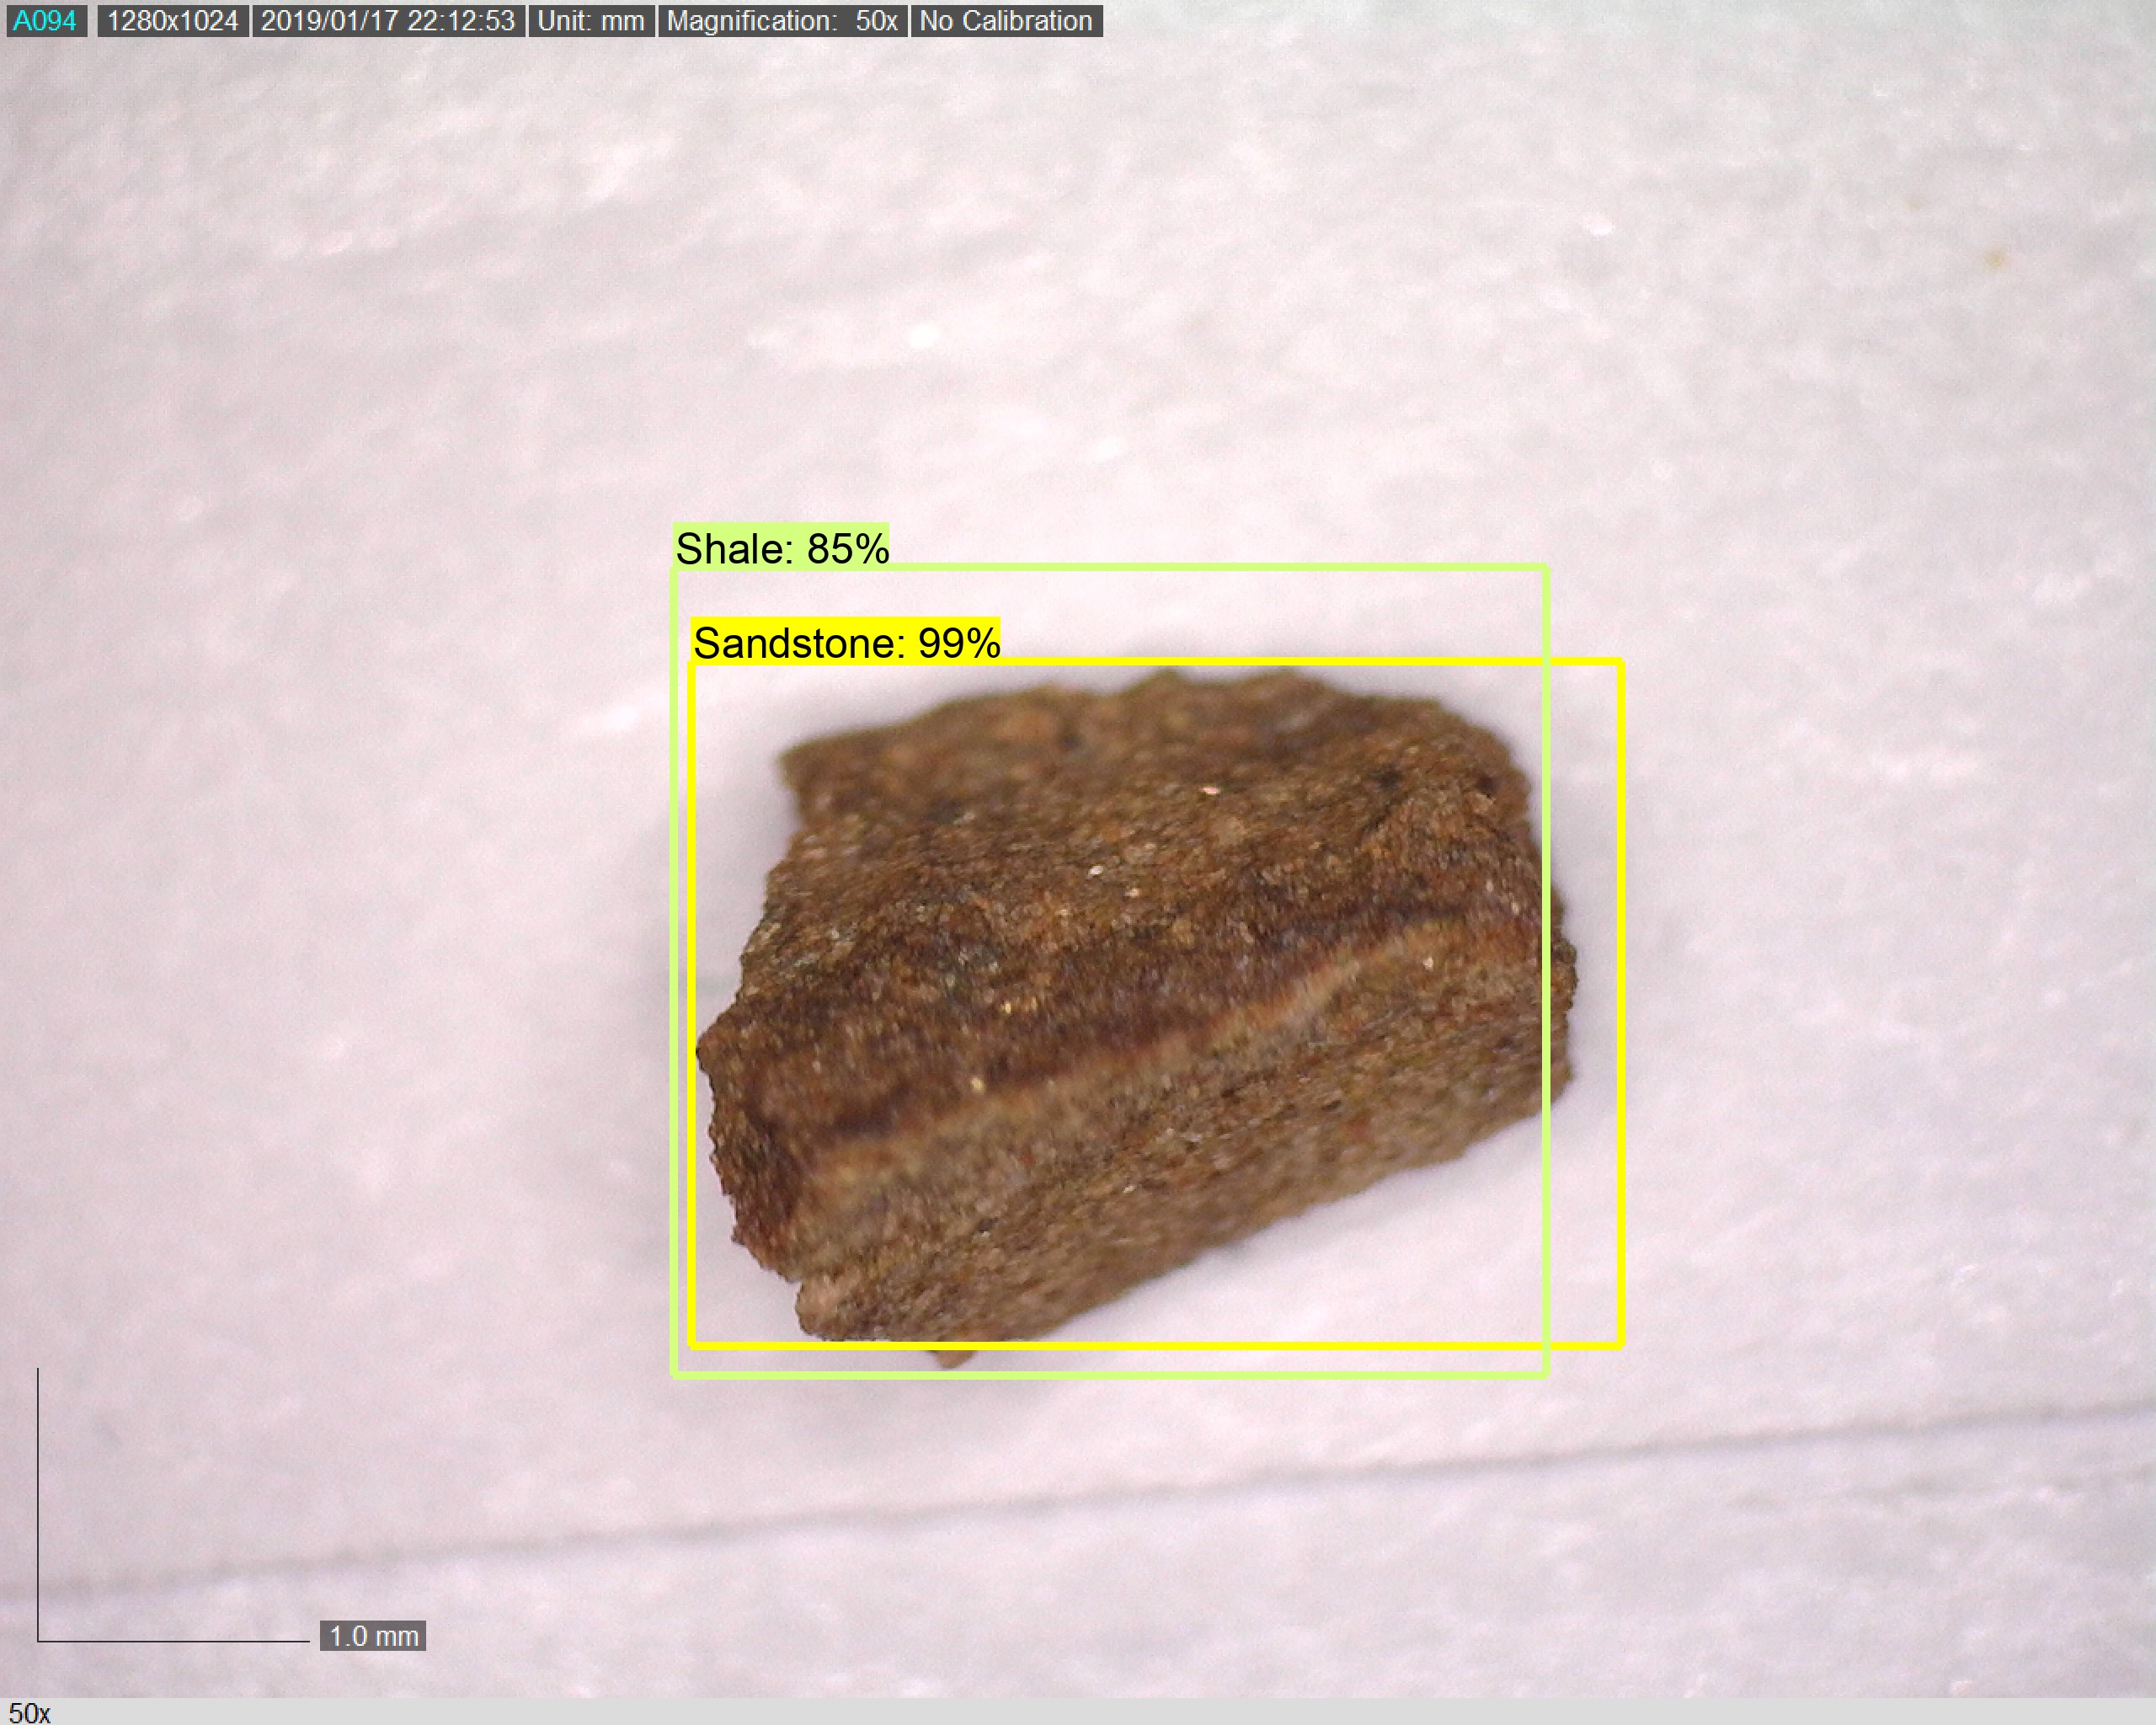 A094 1280x1024 2019/01/17 22:12:53 Unit: mm Magnification: 50x No Calibration
Shale: 85%
Sandstone: 99%
1.0 mm
50x